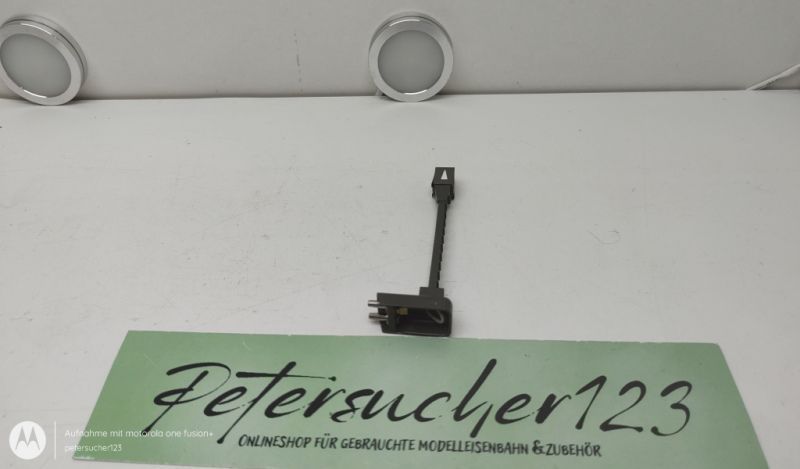 Petersucher123
ONLINESHOP FÜR GEBRAUCHTE MODELLEISENBAHN & ZUBEHÖR
Aufnahme mit motorola one fusion+
petersucher123